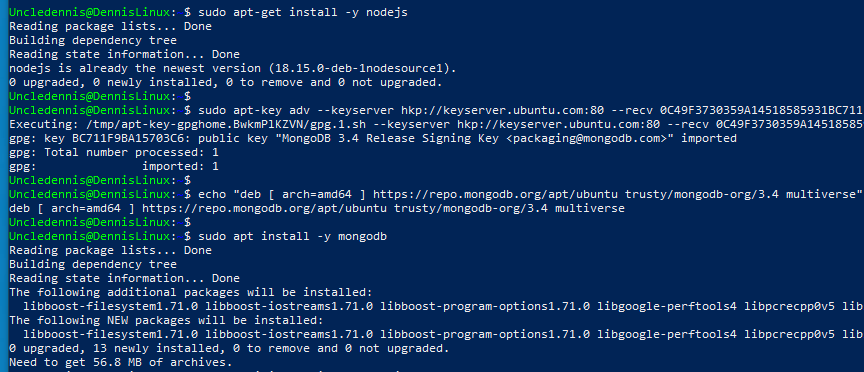 Uncledennis@DennisLinux: $ sudo apt-get install -y nodejs
Reading package lists... Done
Building dependency tree
Reading state information... Done
nodejs is already the newest version (18.15.0-deb-1nodesource1).
0 upgraded, 0 newly installed, 0 to remove and 0 not upgraded.
Uncledennis@DennisLinux: $
Uncledennis@DennisLinux: $ sudo apt-key adv --keyserver hkp://keyserver.ubuntu.com:80 --recv 0C49F3730359A14518585931BC711
Executing: /tmp/apt-key-gpghome.BwkmPlKZVN/gpg.1.sh --keyserver hkp://keyserver.ubuntu.com:80 --recv 0C49F3730359A14518585
gpg: key BC711F9BA15703C6: public key "MongoDB 3.4 Release Signing Key <packaging@mongodb.com>" imported
gpg: Total number processed: 1
gpg: imported: 1
Uncledennis@DennisLinux: $
Uncledennis@DennisLinux: $ echo "deb [ arch=amd64 ] https://repo.mongodb.org/apt/ubuntu trusty/mongodb-org/3.4 multiverse"
deb [ arch=amd64 ] https://repo.mongodb.org/apt/ubuntu trusty/mongodb-org/3.4 multiverse
Uncledennis@DennisLinux: $
Uncledennis@DennisLinux: $ sudo apt install -y mongodb
Reading package lists... Done
Building dependency tree
Reading state information... Done
The following additional packages will be installed:
libboost-filesystem1.71.0 libboost-iostreams1.71.0 libboost-program-options1.71.0 libgoogle-perftools4 libpcrecpp0v5 lib
The following NEW packages will be installed:
libboost-filesystem1.71.0 libboost-iostreams1.71.0 libboost-program-options1.71.0 libgoogle-perftools4 libpcrecpp0v5 lib
0 upgraded, 13 newly installed, 0 to remove and 0 not upgraded.
Need to get 56.8 MB of archives.